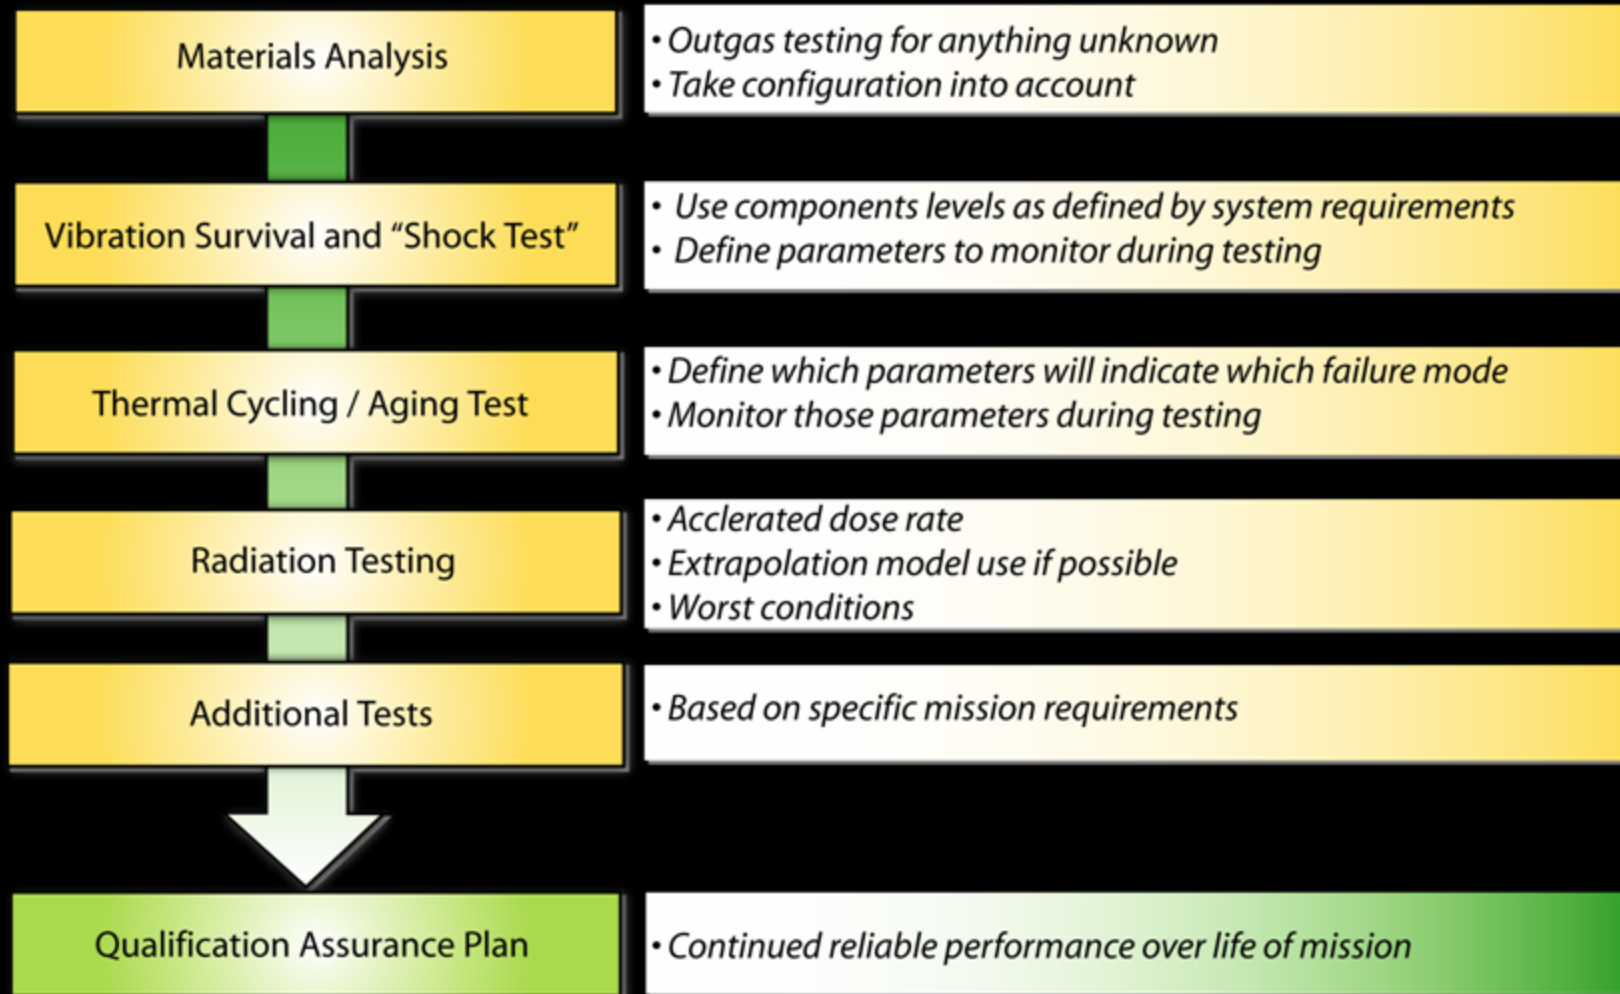 Materials Analysis
• Outgas testing for anything unknown
• Take configuration into account
Vibration Survival and “Shock Test”
• Use components levels as defined by system requirements
• Define parameters to monitor during testing
Thermal Cycling / Aging Test
• Define which parameters will indicate which failure mode
• Monitor those parameters during testing
Radiation Testing
• Acclerated dose rate
• Extrapolation model use if possible
• Worst conditions
Additional Tests
• Based on specific mission requirements
Qualification Assurance Plan
• Continued reliable performance over life of mission